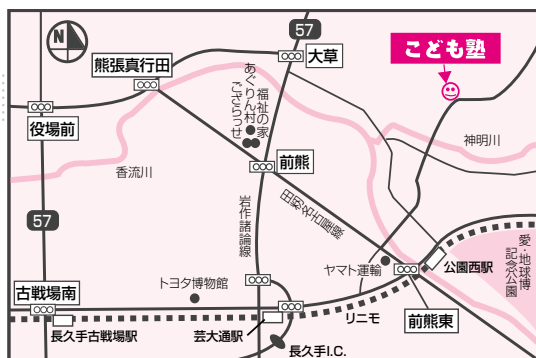 N
57
大草
こども塾
熊張真行田
あぐりん村
ござらっせ
福祉の家
役場前
神明川
前熊
香流川
田籾名古屋線
岩作諸諭線
57
愛・地球博
記念公園
ヤマト運輸
公園西駅
トヨタ博物館
古戦場南
リニモ
前熊東
長久手古戦場駅
芸大通駅
長久手I.C.